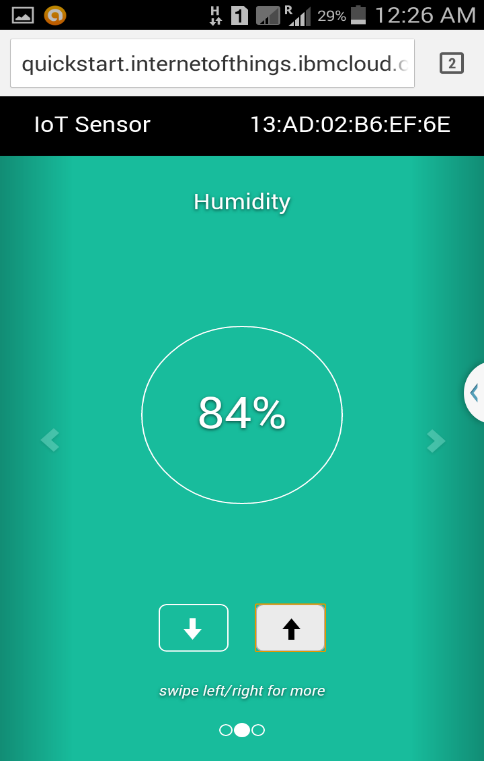 H 1 R 29% 12:26 AM
quickstart.internetofthings.ibmcloud.c
2
IoT Sensor 13:AD:02:B6:EF:6E
Humidity
84%
swipe left/right for more